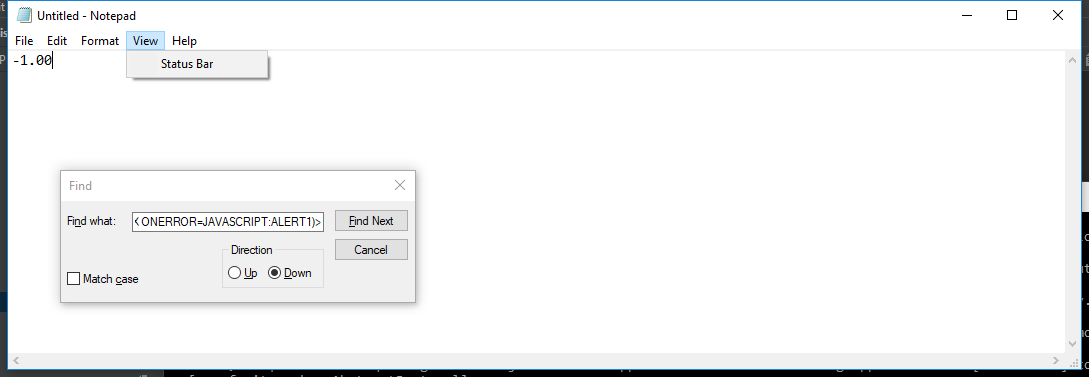 Untitled - Notepad
File Edit Format View Help
-1.00
Status Bar
Find
Find what: < ONERROR=JAVASCRIPT:ALERT1)> Find Next
Cancel
Direction
Up Down
Match case